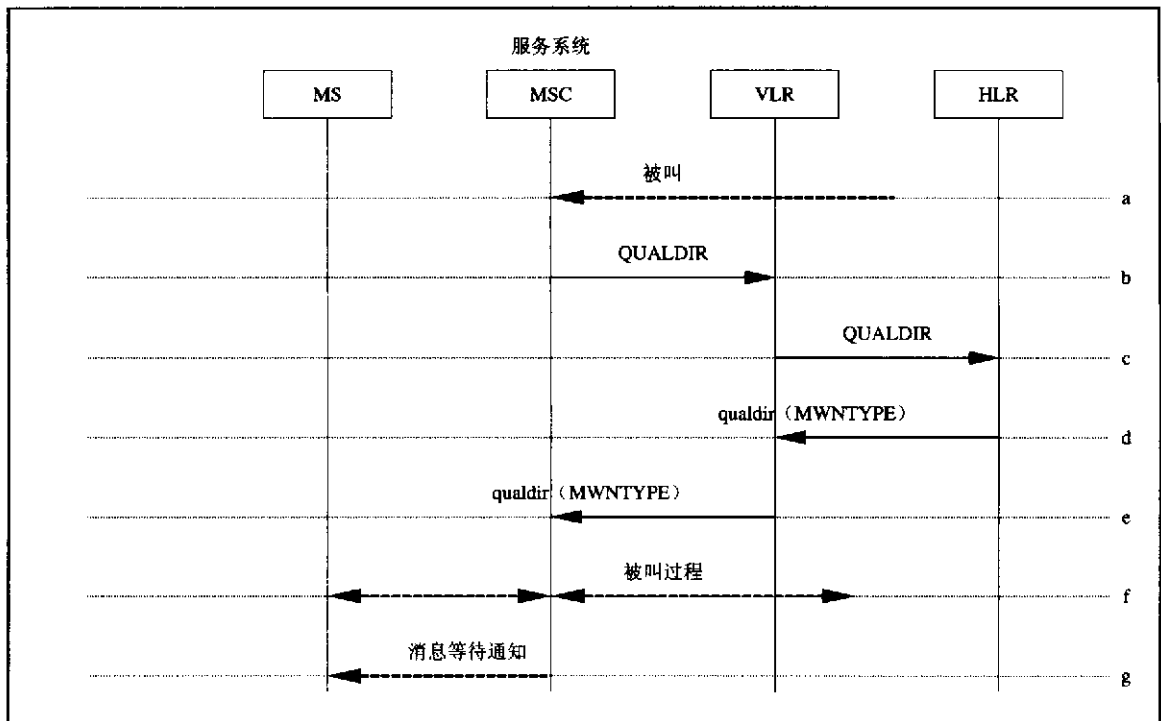 服务系统
MS MSC VLR HLR
被叫
a
QUALDIR
b
QUALDIR
c
qualdir（MWNTYPE）
d
qualdir（MWNTYPE）
e
被叫过程
f
消息等待通知
g